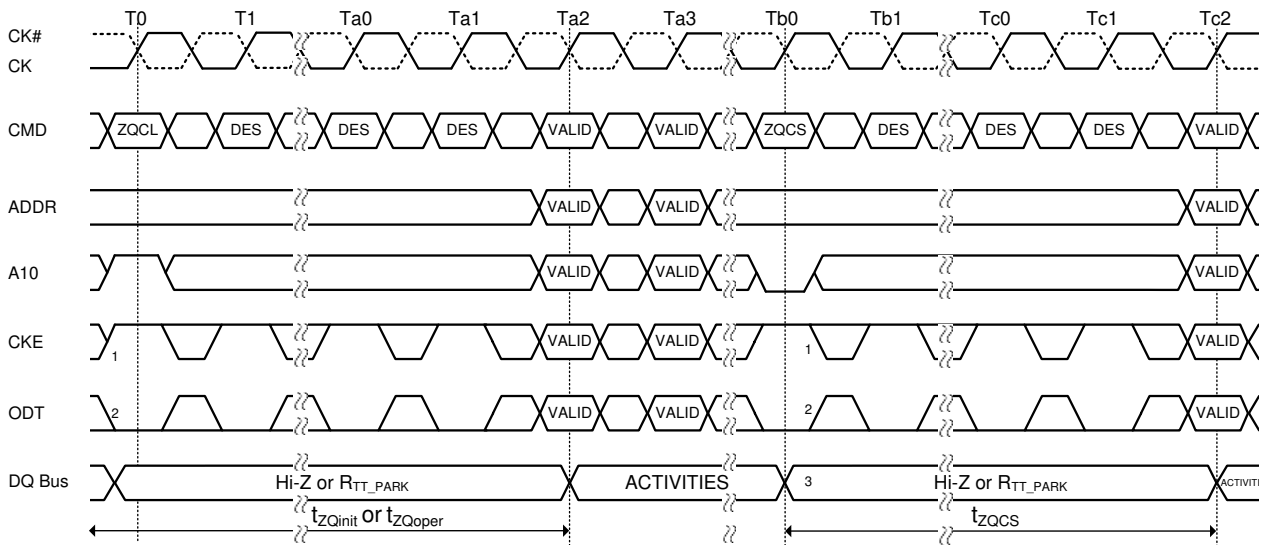 T0 T1 Ta0 Ta1 Ta2 Ta3 Tb0 Tb1 Tc0 Tc1 Tc2
CK#
CK
CMD ZQCL DES DES DES VALID VALID ZQCS DES DES DES VALID
ADDR VALID VALID VALID
A10 VALID VALID VALID
CKE 1 VALID VALID 1 VALID
ODT 2 VALID VALID 2 VALID
DQ Bus Hi-Z or RTT_PARK ACTIVITIES 3 Hi-Z or RTT_PARK ACTIVITI
tZQinit or tZQoper tZQCS